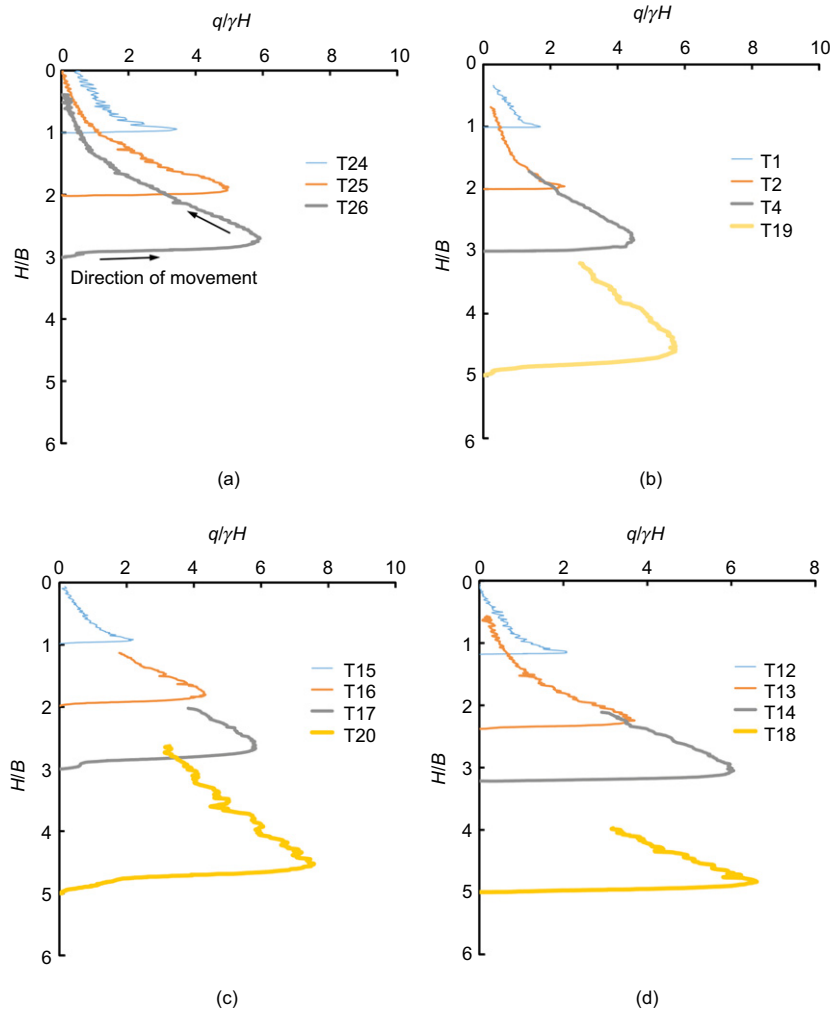 q/γH
0 2 4 6 8 10
0
1
2
3
4
5
6
H/B
T24
T25
T26
Direction of movement
(a)
q/γH
0 2 4 6 8 10
0
1
2
3
4
5
6
H/B
T1
T2
T4
T19
(b)
q/γH
0 2 4 6 8 10
0
1
2
3
4
5
6
H/B
T15
T16
T17
T20
(c)
q/γH
0 2 4 6 8
0
1
2
3
4
5
6
H/B
T12
T13
T14
T18
(d)